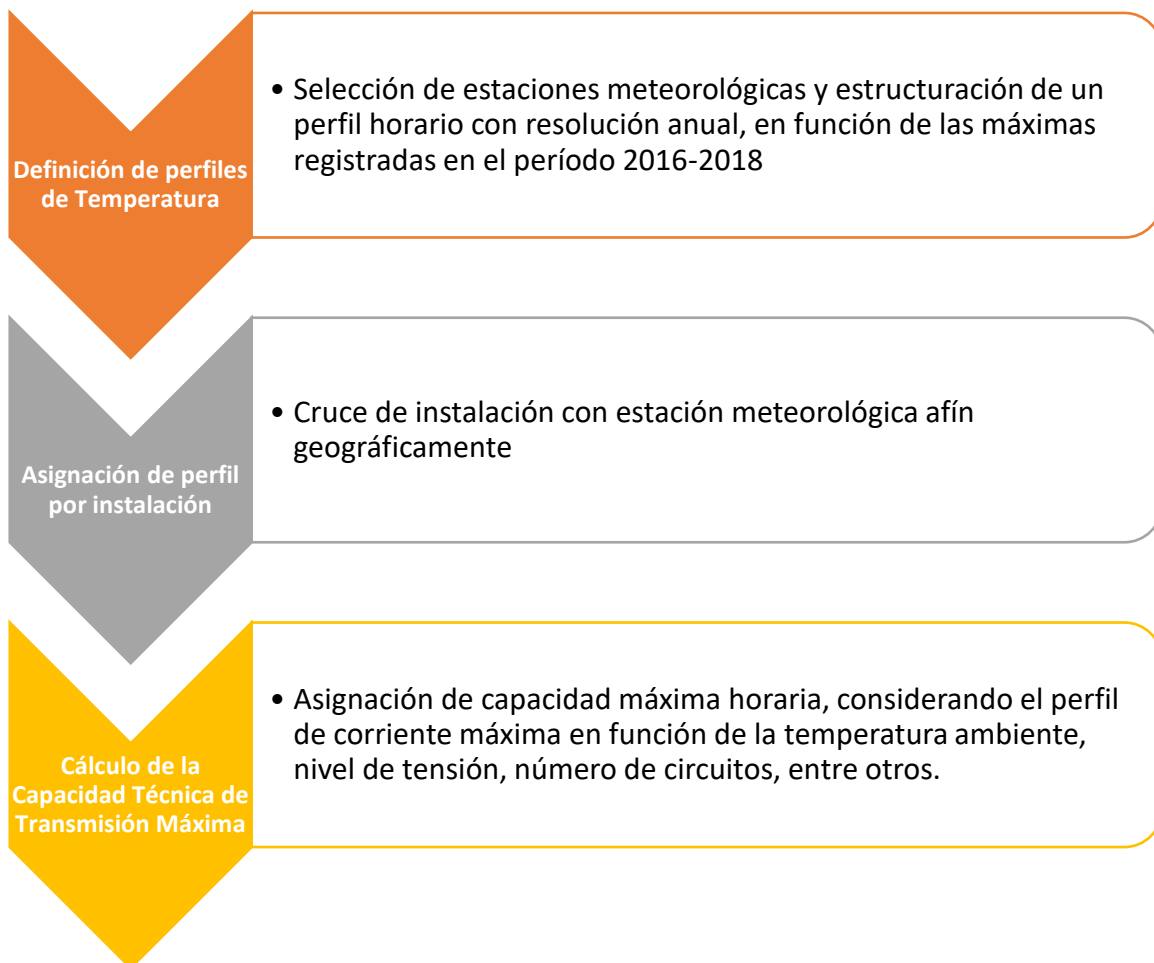 Definición de perfiles
de Temperatura
• Selección de estaciones meteorológicas y estructuración de un
perfil horario con resolución anual, en función de las máximas
registradas en el período 2016-2018
Asignación de perfil
por instalación
• Cruce de instalación con estación meteorológica afín
geográficamente
Cálculo de la
Capacidad Técnica de
Transmisión Máxima
• Asignación de capacidad máxima horaria, considerando el perfil
de corriente máxima en función de la temperatura ambiente,
nivel de tensión, número de circuitos, entre otros.